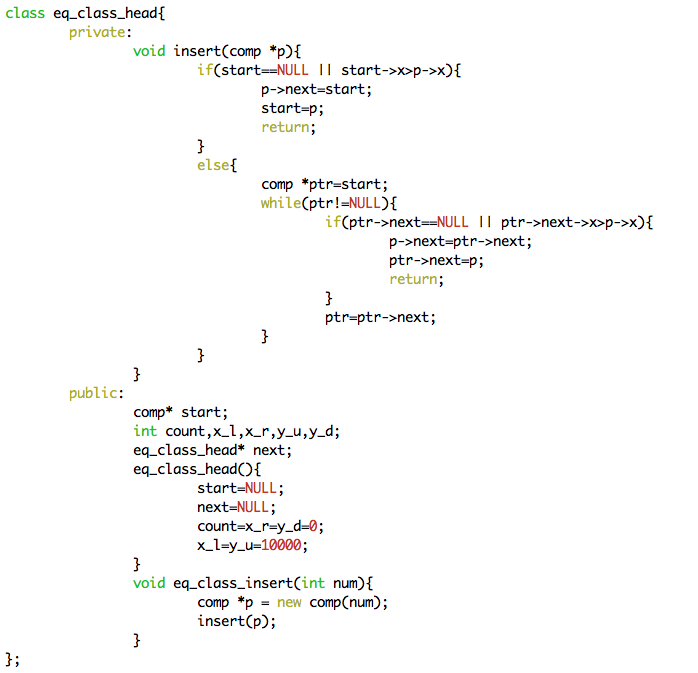 class eq_class_head{
        private:
                void insert(comp *p){
                        if(start==NULL || start->x>p->x){
                                p->next=start;
                                start=p;
                                return;
                        }
                        else{
                                comp *ptr=start;
                                while(ptr!=NULL){
                                        if(ptr->next==NULL || ptr->next->x>p->x){
                                                p->next=ptr->next;
                                                ptr->next=p;
                                                return;
                                        }
                                        ptr=ptr->next;
                                }
                        }
                }
        public:
                comp* start;
                int count,x_l,x_r,y_u,y_d;
                eq_class_head* next;
                eq_class_head(){
                        start=NULL;
                        next=NULL;
                        count=x_r=y_d=0;
                        x_l=y_u=10000;
                }
                void eq_class_insert(int num){
                        comp *p = new comp(num);
                        insert(p);
                }
};